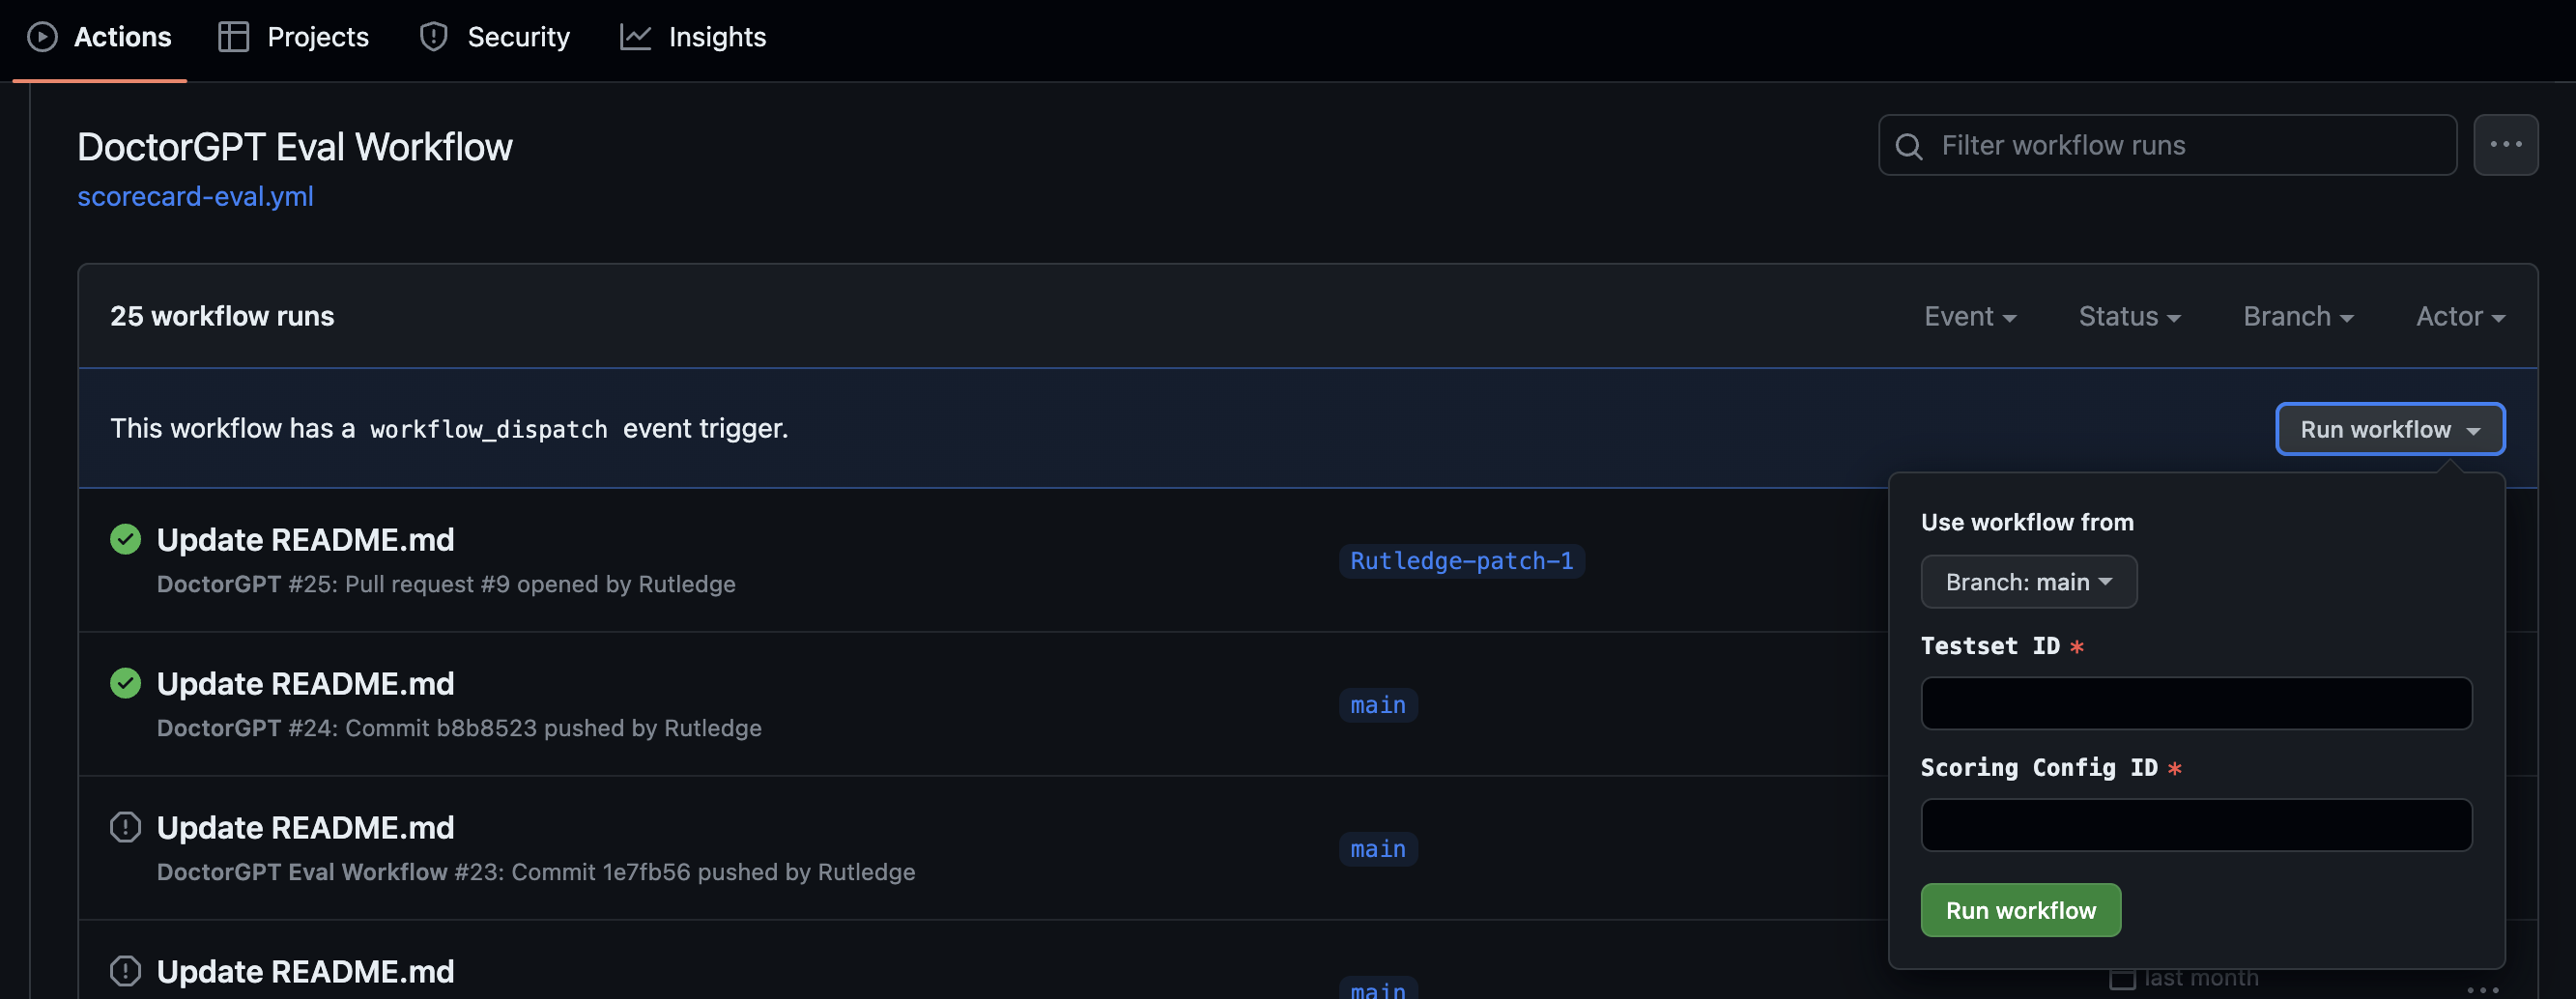 Actions Projects Security Insights
DoctorGPT Eval Workflow
Filter workflow runs
scorecard-eval.yml
25 workflow runs
Event Status Branch Actor
This workflow has a workflow_dispatch event trigger.
Run workflow
Update README.md
DoctorGPT #25: Pull request #9 opened by Rutledge
Rutledge-patch-1
Update README.md
DoctorGPT #24: Commit b8b8523 pushed by Rutledge
main
Update README.md
DoctorGPT Eval Workflow #23: Commit 1e7fb56 pushed by Rutledge
main
Update README.md
main
last month
Use workflow from
Branch: main
Testset ID *
Scoring Config ID *
Run workflow